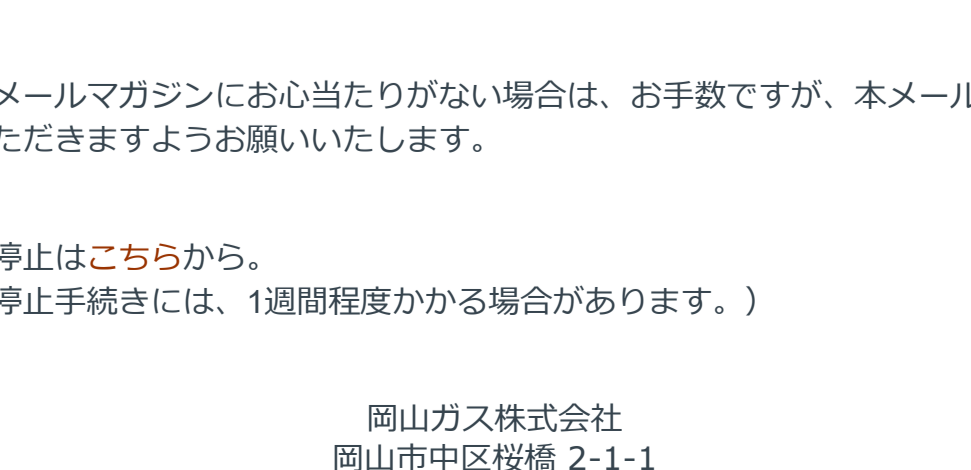 メールマガジンにお心当たりがない場合は、お手数ですが、本メール
ただきますようお願いいたします。
停止はこちらから。
停止手続きには、1週間程度かかる場合があります。）
岡山ガス株式会社
岡山市中区桜橋 2-1-1